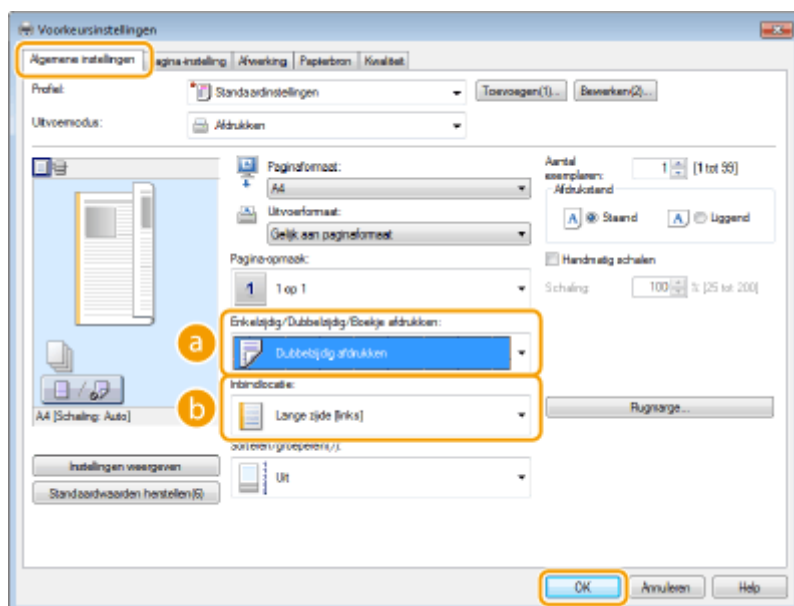 Voorkeursinstellingen
Algemene instellingen Pagina-instelling Afwerking Papierbron Kwaliteit
Profiel: Standaardinstellingen Toevoegen(1)... Bewerken(2)...
Uitvoermodus: Afdrukken
Paginaformaat:
A4
Uitvoerformaat:
Gelijk aan paginaformaat
Aantal exemplaren: 1 [1 tot 99]
Afdrukstand
A Staand A Liggend
Pagina-opmaak:
1 1 op 1
Handmatig schalen
Schaling: 100 % [25 tot 200]
Enkelzijdig/Dubbelzijdig/Boekje afdrukken:
a Dubbelzijdig afdrukken
Inbindlocatie:
b Lange zijde [links]
Rugmarge...
A4 [Schaling: Auto]
Sorteren/groeperen(7):
Uit
Instellingen weergeven
Standaardwaarden herstellen(6)
OK Annuleren Help